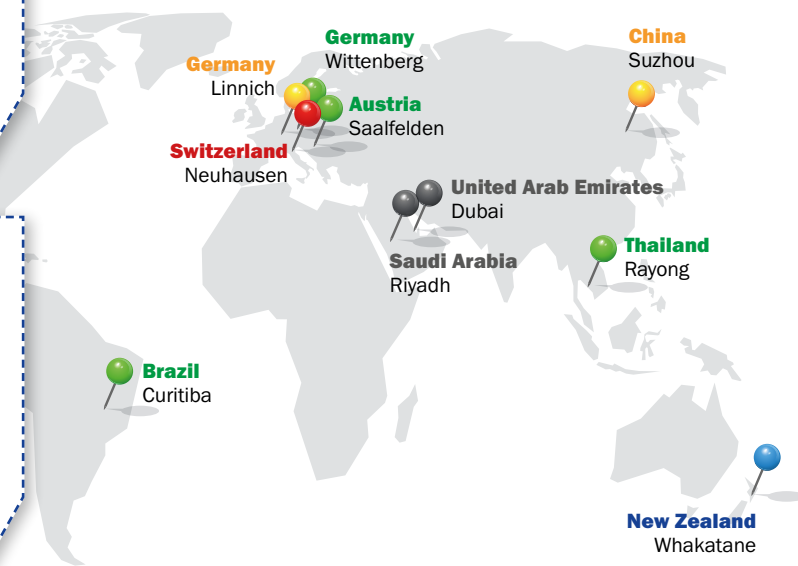 Germany
Wittenberg
China
Suzhou
Germany
Linnich
Austria
Saalfelden
Switzerland
Neuhausen
United Arab Emirates
Dubai
Saudi Arabia
Riyadh
Thailand
Rayong
Brazil
Curitiba
New Zealand
Whakatane